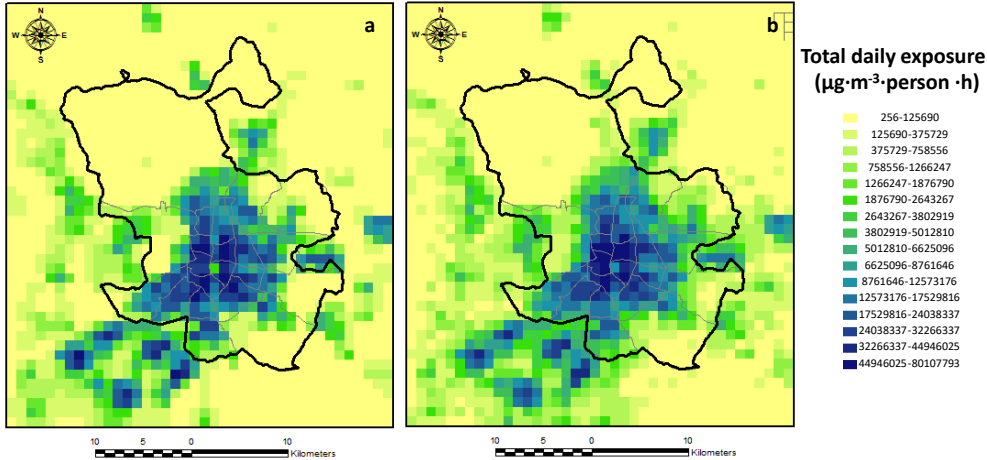 N
W E
S
a
10 5 0 10
Kilometers
N
W E
S
b
10 5 0 10
Kilometers
Total daily exposure
(µg·m-³·person ·h)
256-125690
125690-375729
375729-758556
758556-1266247
1266247-1876790
1876790-2643267
2643267-3802919
3802919-5012810
5012810-6625096
6625096-8761646
8761646-12573176
12573176-17529816
17529816-24038337
24038337-32266337
32266337-44946025
44946025-80107793